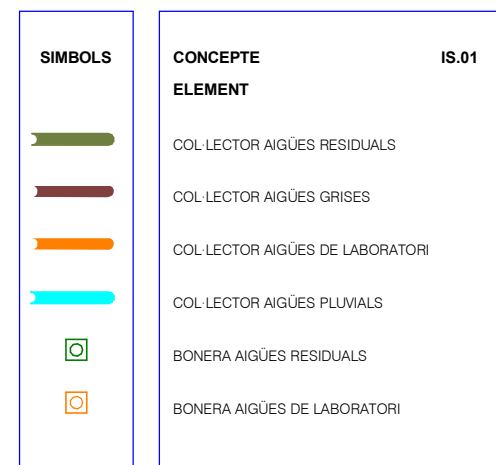 SIMBOLS
CONCEPTE IS.01
ELEMENT
COL·LECTOR AIGÜES RESIDUALS
COL·LECTOR AIGÜES GRISES
COL·LECTOR AIGÜES DE LABORATORI
COL·LECTOR AIGÜES PLUVIALS
BONERA AIGÜES RESIDUALS
BONERA AIGÜES DE LABORATORI